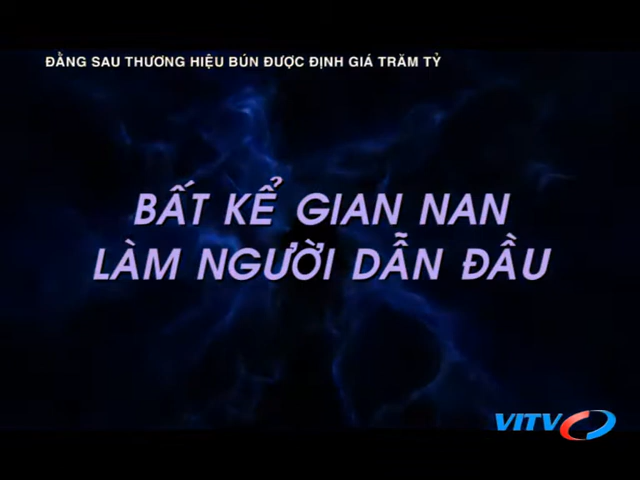 ĐẰNG SAU THƯƠNG HIỆU BÚN ĐƯỢC ĐỊNH GIÁ TRĂM TỶ
BẤT KỂ GIAN NAN
LÀM NGƯỜI DẪN ĐẦU
VITV